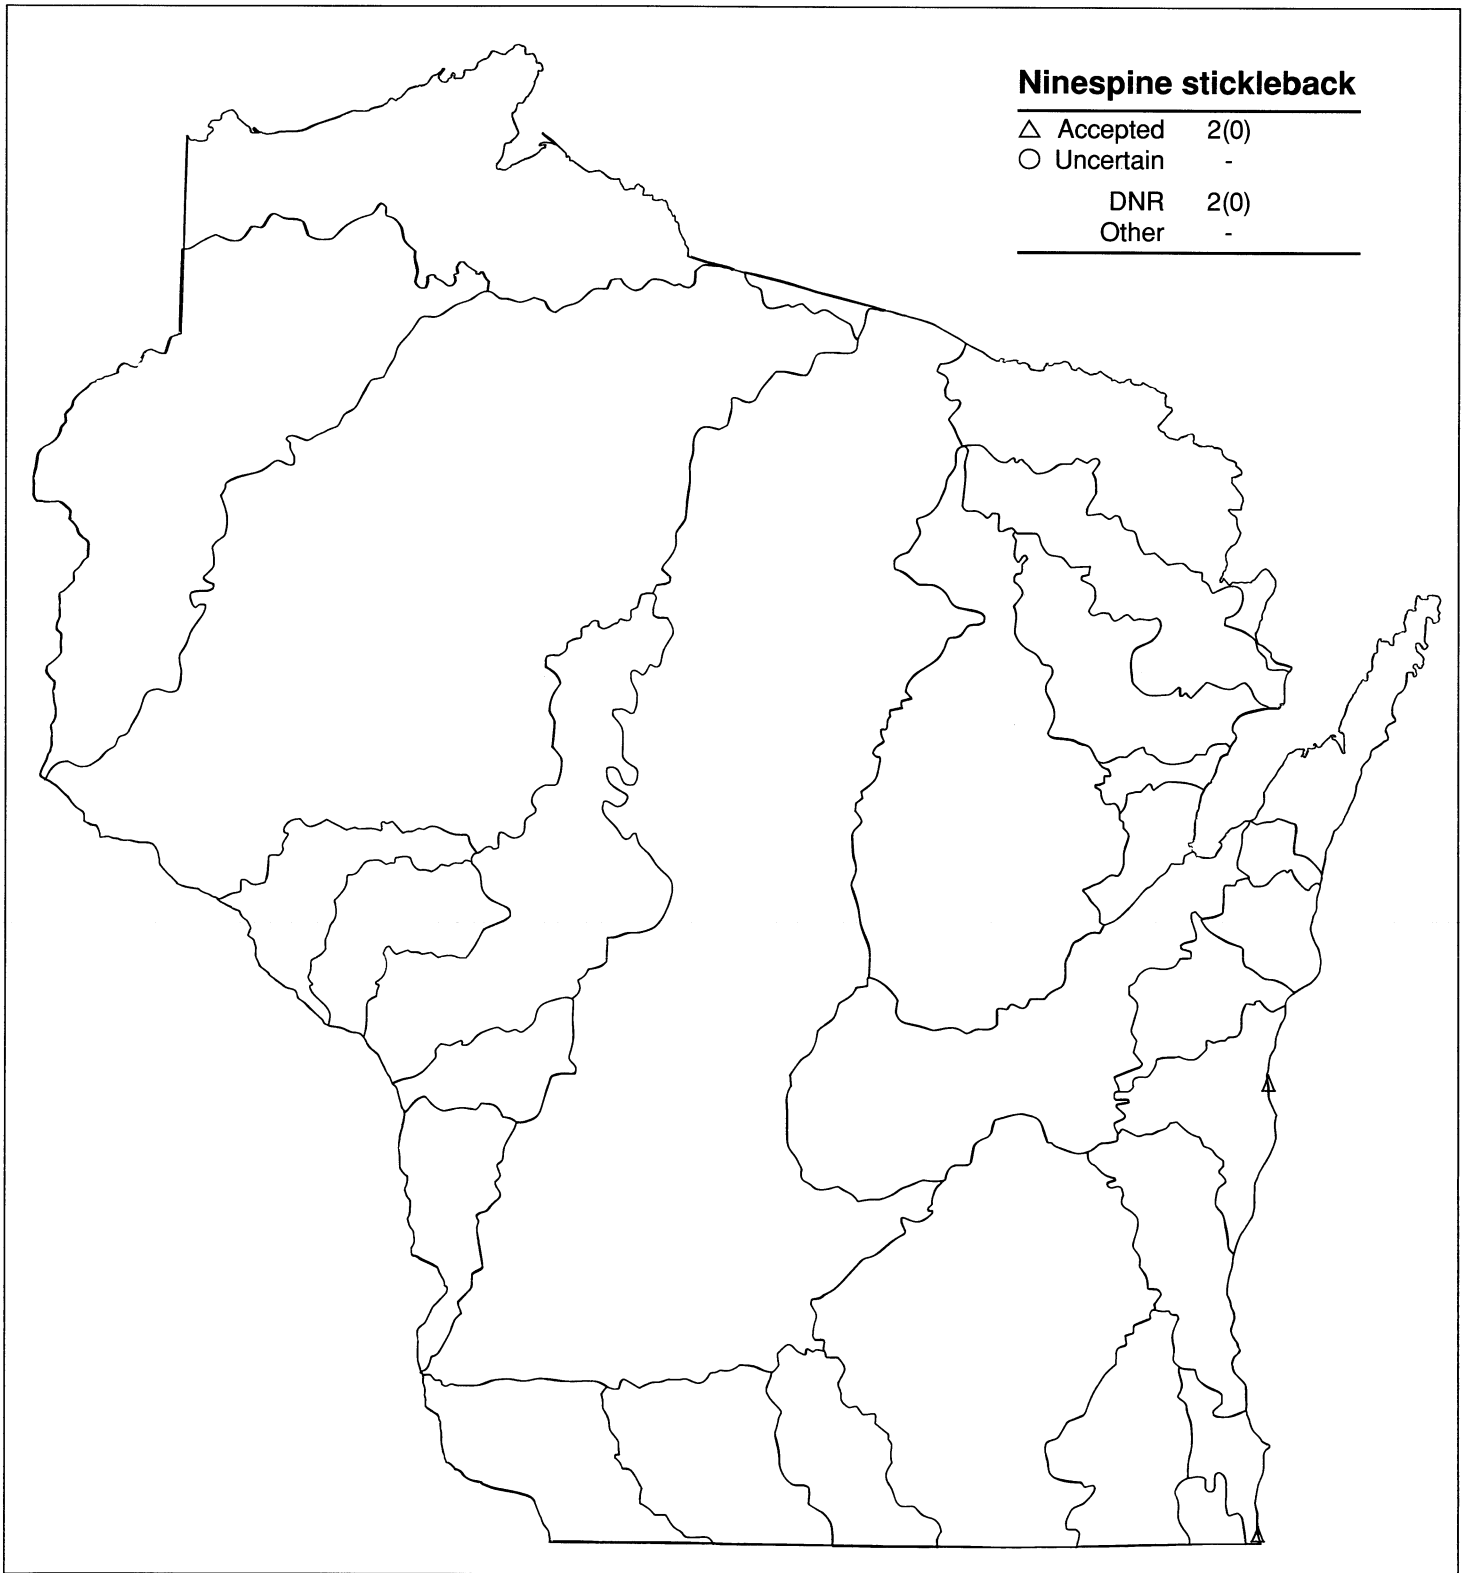 Ninespine stickleback
△ Accepted 2(0)
○ Uncertain -
DNR 2(0)
Other -